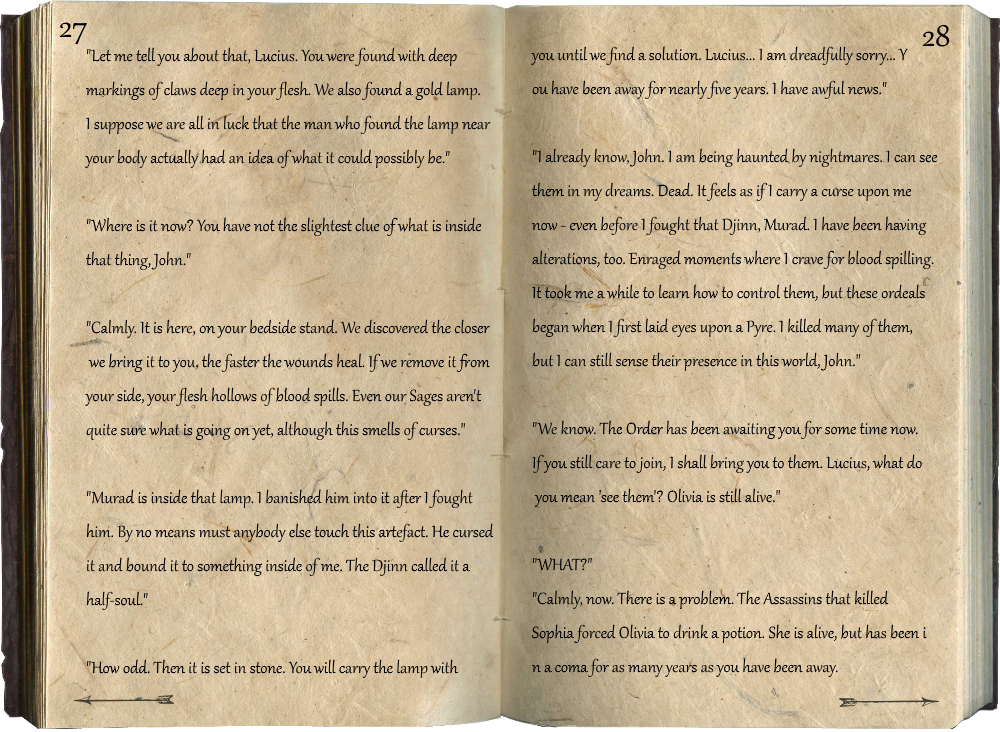 27
"Let me tell you about that, Lucius. You were found with deep
markings of claws deep in your flesh. We also found a gold lamp.
I suppose we are all in luck that the man who found the lamp near
your body actually had an idea of what it could possibly be."
"Where is it now? You have not the slightest clue of what is inside
that thing, John."
"Calmly. It is here, on your bedside stand. We discovered the closer
we bring it to you, the faster the wounds heal. If we remove it from
your side, your flesh hollows of blood spills. Even our Sages aren't
quite sure what is going on yet, although this smells of curses."
"Murad is inside that lamp. I banished him into it after I fought
him. By no means must anybody else touch this artefact. He cursed
it and bound it to something inside of me. The Djinn called it a
half-soul."
"How odd. Then it is set in stone. You will carry the lamp with
28
you until we find a solution. Lucius... I am dreadfully sorry... Y
ou have been away for nearly five years. I have awful news."
"I already know, John. I am being haunted by nightmares. I can see
them in my dreams. Dead. It feels as if I carry a curse upon me
now - even before I fought that Djinn, Murad. I have been having
alterations, too. Enraged moments where I crave for blood spilling.
It took me a while to learn how to control them, but these ordeals
began when I first laid eyes upon a Pyre. I killed many of them,
but I can still sense their presence in this world, John."
"We know. The Order has been awaiting you for some time now.
If you still care to join, I shall bring you to them. Lucius, what do
you mean 'see them'? Olivia is still alive."
"WHAT?"
"Calmly, now. There is a problem. The Assassins that killed
Sophia forced Olivia to drink a potion. She is alive, but has been i
n a coma for as many years as you have been away.